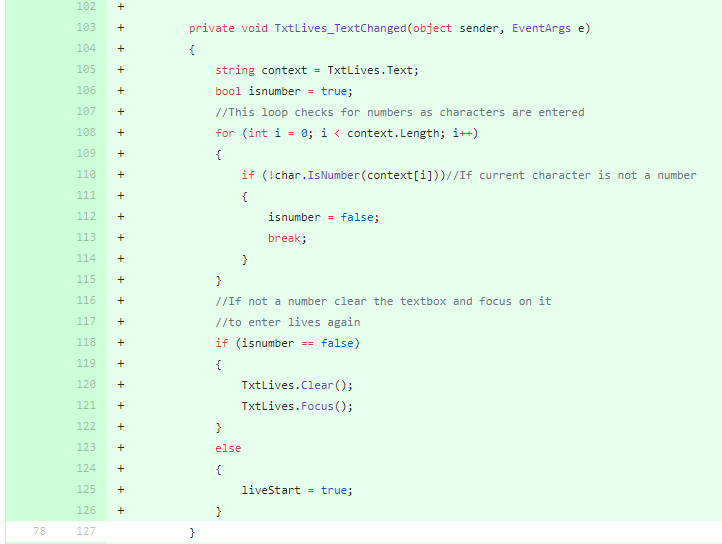 102 +
103 + private void TxtLives_TextChanged(object sender, EventArgs e)
104 + {
105 + string context = TxtLives.Text;
106 + bool isnumber = true;
107 + //This loop checks for numbers as characters are entered
108 + for (int i = 0; i < context.Length; i++)
109 + {
110 + if (!char.IsNumber(context[i]))//If current character is not a number
111 + {
112 + isnumber = false;
113 + break;
114 + }
115 + }
116 + //If not a number clear the textbox and focus on it
117 + //to enter lives again
118 + if (isnumber == false)
119 + {
120 + TxtLives.Clear();
121 + TxtLives.Focus();
122 + }
123 + else
124 + {
125 + liveStart = true;
126 + }
78 127 }